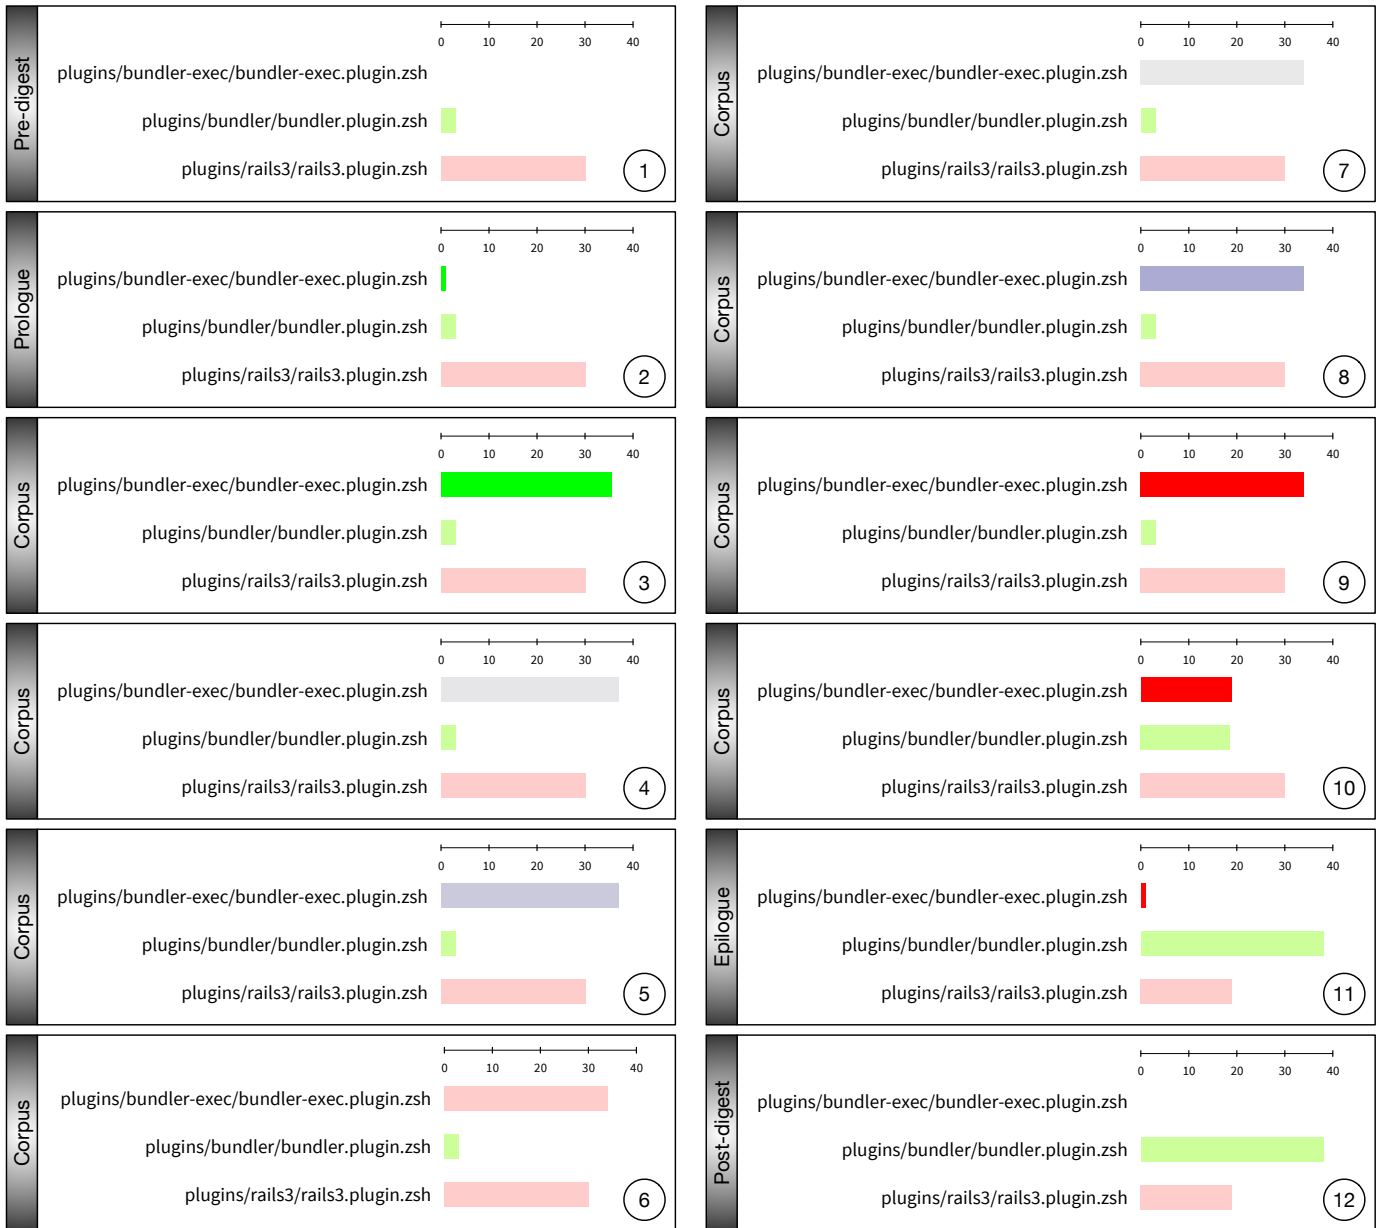 Pre-digest
0 10 20 30 40
plugins/bundler-exec/bundler-exec.plugin.zsh
plugins/bundler/bundler.plugin.zsh
plugins/rails3/rails3.plugin.zsh
1
Prologue
0 10 20 30 40
plugins/bundler-exec/bundler-exec.plugin.zsh
plugins/bundler/bundler.plugin.zsh
plugins/rails3/rails3.plugin.zsh
2
Corpus
0 10 20 30 40
plugins/bundler-exec/bundler-exec.plugin.zsh
plugins/bundler/bundler.plugin.zsh
plugins/rails3/rails3.plugin.zsh
3
Corpus
0 10 20 30 40
plugins/bundler-exec/bundler-exec.plugin.zsh
plugins/bundler/bundler.plugin.zsh
plugins/rails3/rails3.plugin.zsh
4
Corpus
0 10 20 30 40
plugins/bundler-exec/bundler-exec.plugin.zsh
plugins/bundler/bundler.plugin.zsh
plugins/rails3/rails3.plugin.zsh
5
Corpus
0 10 20 30 40
plugins/bundler-exec/bundler-exec.plugin.zsh
plugins/bundler/bundler.plugin.zsh
plugins/rails3/rails3.plugin.zsh
6
Corpus
0 10 20 30 40
plugins/bundler-exec/bundler-exec.plugin.zsh
plugins/bundler/bundler.plugin.zsh
plugins/rails3/rails3.plugin.zsh
7
Corpus
0 10 20 30 40
plugins/bundler-exec/bundler-exec.plugin.zsh
plugins/bundler/bundler.plugin.zsh
plugins/rails3/rails3.plugin.zsh
8
Corpus
0 10 20 30 40
plugins/bundler-exec/bundler-exec.plugin.zsh
plugins/bundler/bundler.plugin.zsh
plugins/rails3/rails3.plugin.zsh
9
Corpus
0 10 20 30 40
plugins/bundler-exec/bundler-exec.plugin.zsh
plugins/bundler/bundler.plugin.zsh
plugins/rails3/rails3.plugin.zsh
10
Epilogue
0 10 20 30 40
plugins/bundler-exec/bundler-exec.plugin.zsh
plugins/bundler/bundler.plugin.zsh
plugins/rails3/rails3.plugin.zsh
11
Post-digest
0 10 20 30 40
plugins/bundler-exec/bundler-exec.plugin.zsh
plugins/bundler/bundler.plugin.zsh
plugins/rails3/rails3.plugin.zsh
12